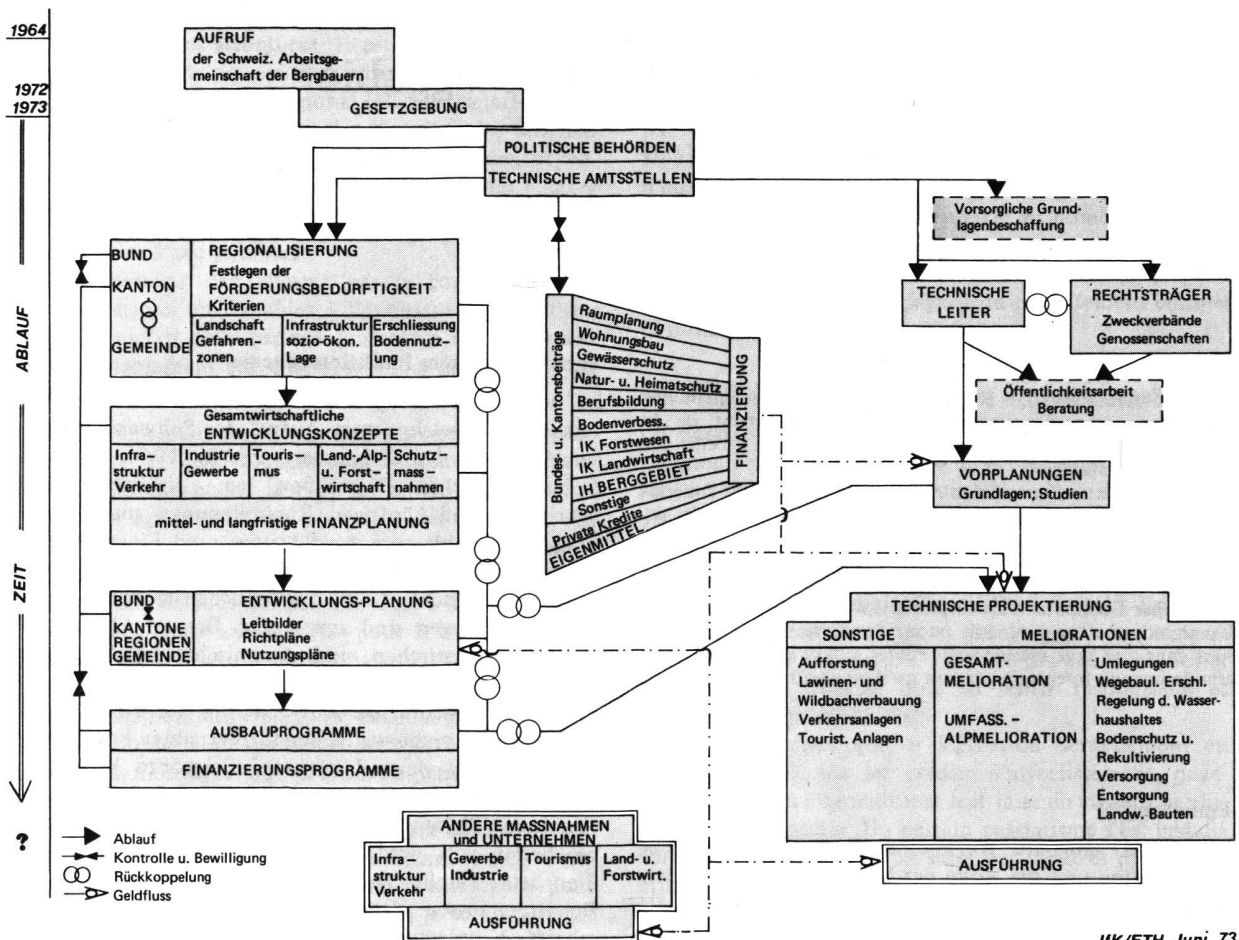 1964
1972
1973
ABLAUF
ZEIT
?
AUFRUF
der Schweiz. Arbeitsge-
meinschaft der Bergbauern
GESETZGEBUNG
POLITISCHE BEHÖRDEN
TECHNISCHE AMTSSTELLEN
Vorsorgliche Grund-
lagenbeschaffung
BUND
KANTON
GEMEINDE
REGIONALISIERUNG
Festlegen der
FÖRDERUNGSBEDÜRFTIGKEIT
Kriterien
Landschaft
Gefahren-
zonen
Infrastruktur
sozio-ökon.
Lage
Erschliessung
Bodennutz-
ung
Gesamtwirtschaftliche
ENTWICKLUNGSKONZEPTE
Infra-
struktur
Verkehr
Industrie
Gewerbe
Touris-
mus
Land-,Alp-
u. Forst-
wirtschaft
Schutz-
mass-
nahmen
mittel- und langfristige FINANZPLANUNG
BUND
KANTONE
REGIONEN
GEMEINDE
ENTWICKLUNGS-PLANUNG
Leitbilder
Richtpläne
Nutzungspläne
AUSBAUPROGRAMME
FINANZIERUNGSPROGRAMME
Bundes- u. Kantonsbeiträge
Raumplanung
Wohnungsbau
Gewässerschutz
Natur- u. Heimatschutz
Berufsbildung
Bodenverbess.
IK Forstwesen
IK Landwirtschaft
IH BERGGEBIET
Sonstige
Private Kredite
EIGENMITTEL
FINANZIERUNG
TECHNISCHE
LEITER
RECHTSTRÄGER
Zweckverbände
Genossenschaften
Öffentlichkeitsarbeit
Beratung
VORPLANUNGEN
Grundlagen; Studien
TECHNISCHE PROJEKTIERUNG
SONSTIGE
Aufforstung
Lawinen- und
Wildbachverbauung
Verkehrsanlagen
Tourist. Anlagen
MELIORATIONEN
GESAMT-
MELIORATION
UMFASS. -
ALPMELIORATION
Umlegungen
Wegebaul. Erschl.
Regelung d. Wasser-
haushaltes
Bodenschutz u.
Rekultivierung
Versorgung
Entsorgung
Landw. Bauten
AUSFÜHRUNG
ANDERE MASSNAHMEN
und UNTERNEHMEN
Infra-
struktur
Verkehr
Gewerbe
Industrie
Tourismus
Land- u.
Forstwirt.
AUSFÜHRUNG
Ablauf
Kontrolle u. Bewilligung
Rückkoppelung
Geldfluss